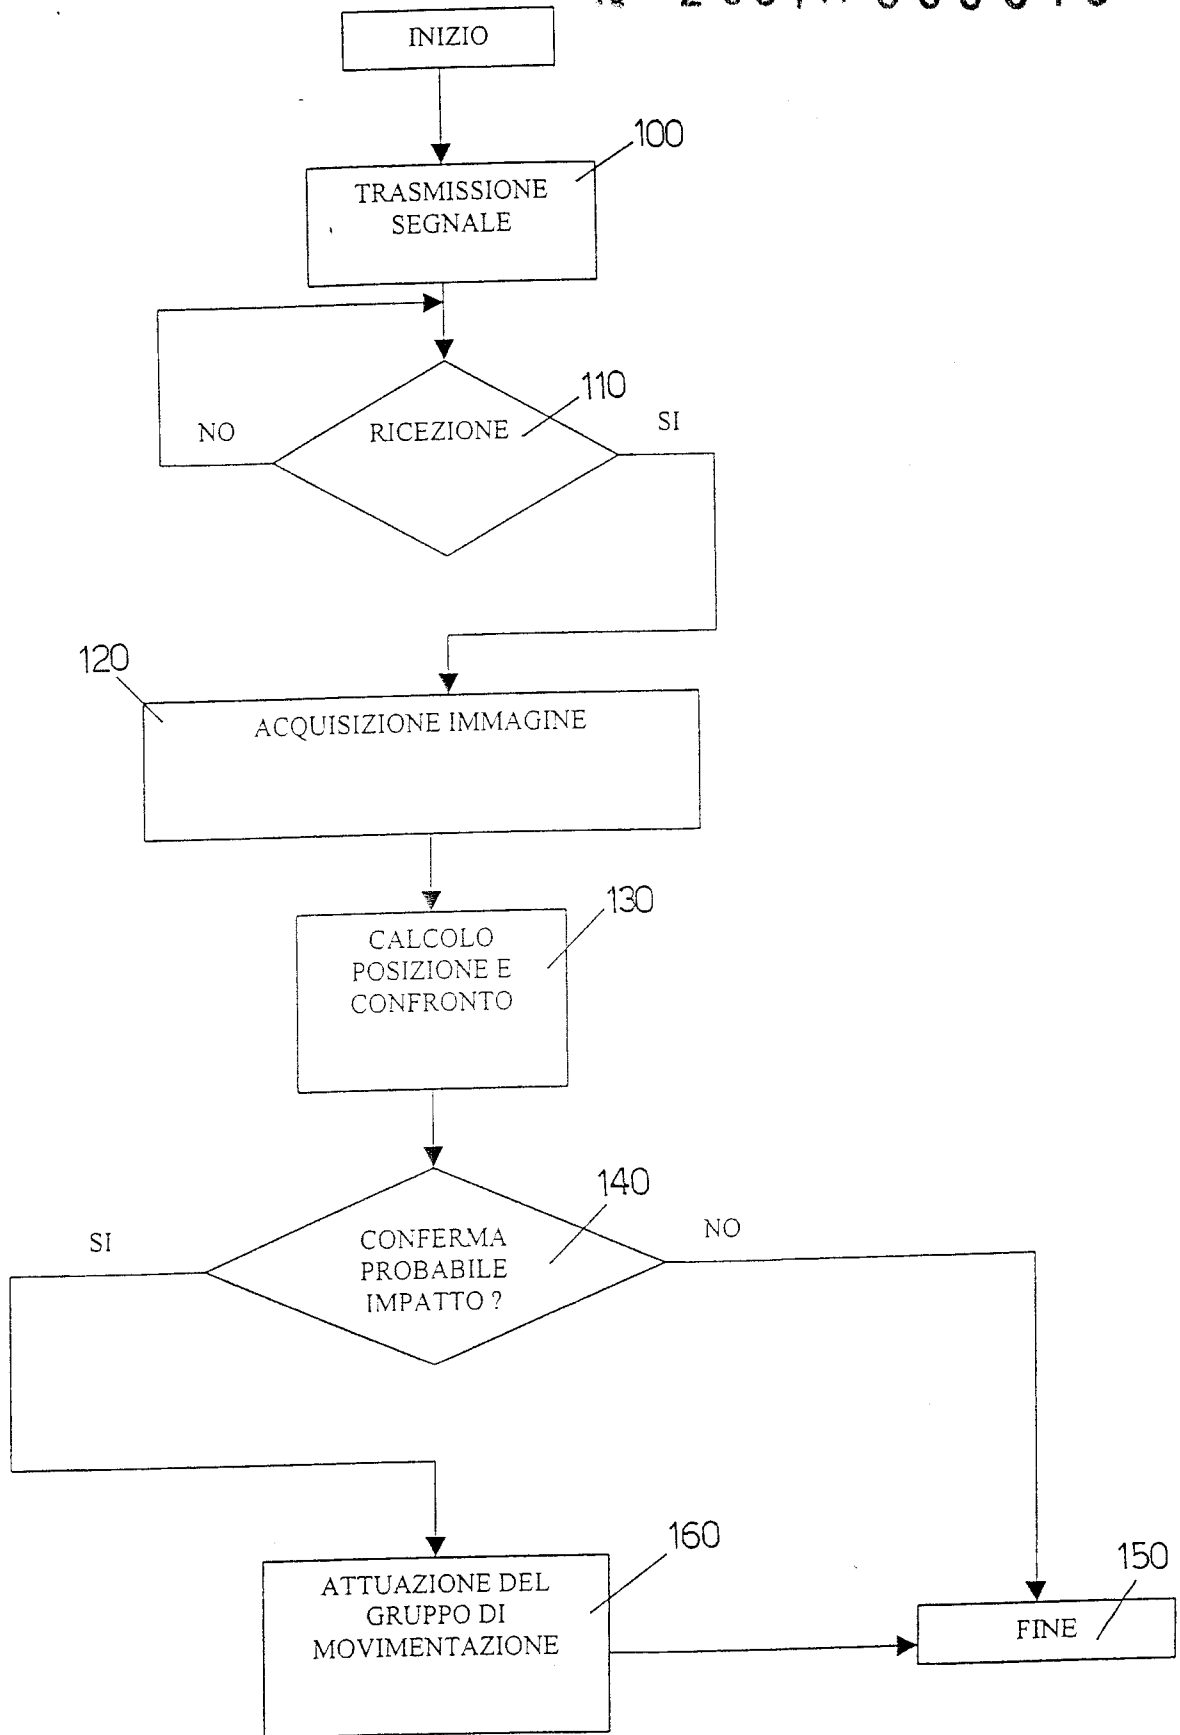 INIZIO
100
TRASMISSIONE
SEGNALE
110
NO
RICEZIONE
SI
120
ACQUISIZIONE IMMAGINE
130
CALCOLO
POSIZIONE E
CONFRONTO
140
SI
NO
CONFERMA
PROBABILE
IMPATTO ?
160
150
ATTUAZIONE DEL
GRUPPO DI
MOVIMENTAZIONE
FINE